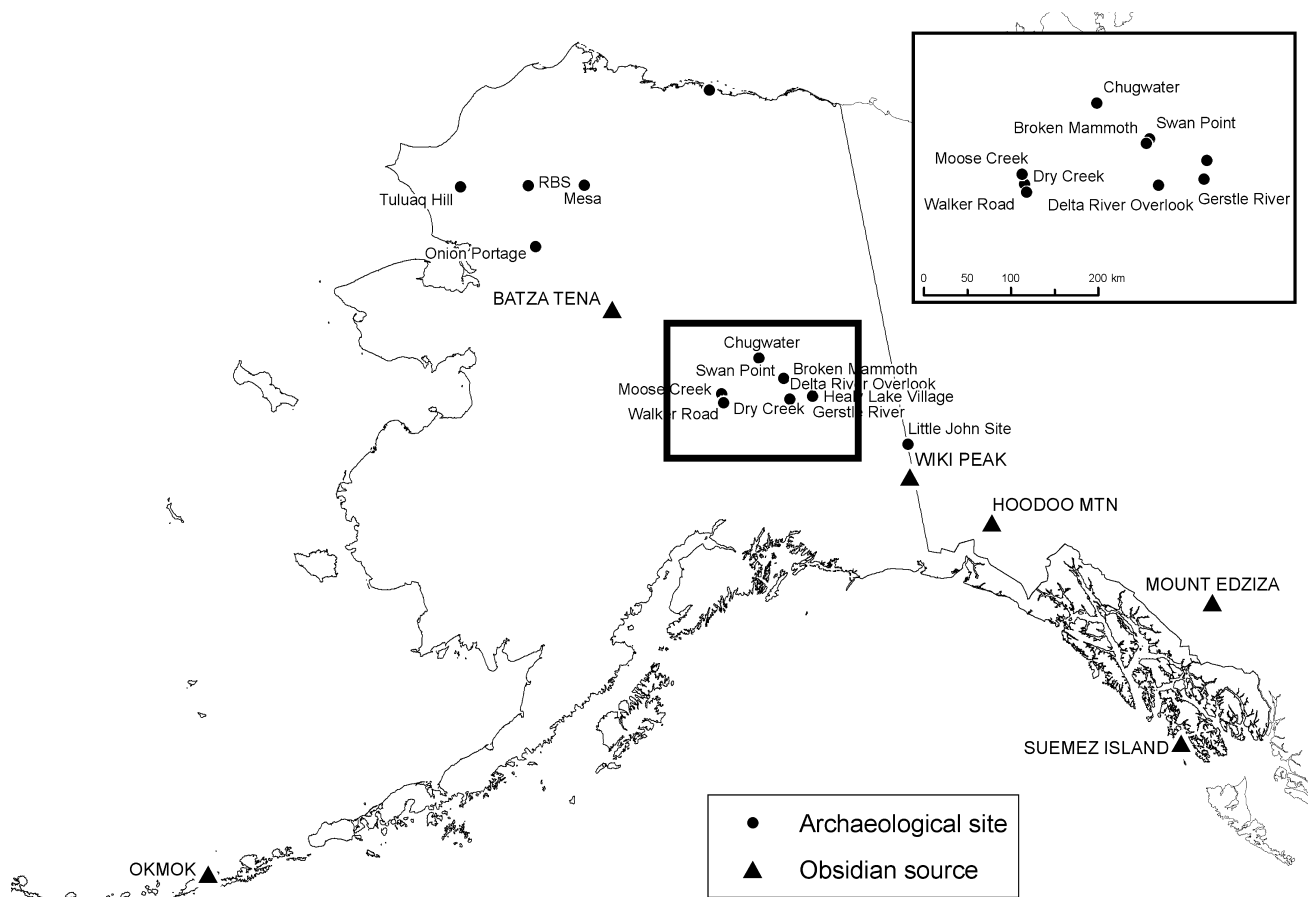 Chugwater
Broken Mammoth
Swan Point
Moose Creek
Dry Creek
Walker Road
Delta River Overlook
Gerstle River
0 50 100 200 km
Tuluaq Hill
RBS
Mesa
Onion Portage
BATZA TENA
Chugwater
Swan Point
Broken Mammoth
Delta River Overlook
Moose Creek
Healy Lake Village
Walker Road
Dry Creek
Gerstle River
Little John Site
WIKI PEAK
HOODOO MTN
MOUNT EDZIZA
SUEMEZ ISLAND
OKMOK
Archaeological site
Obsidian source